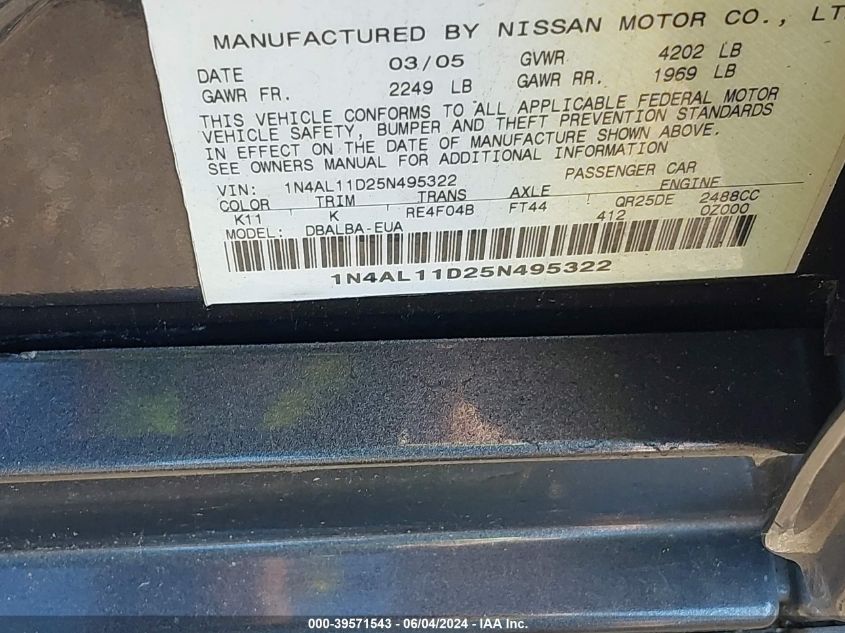 MANUFACTURED BY NISSAN MOTOR CO., LT
DATE 03/05 GVWR 4202 LB
GAWR FR. 2249 LB GAWR RR. 1969 LB
THIS VEHICLE CONFORMS TO ALL APPLICABLE FEDERAL MOTOR
VEHICLE SAFETY, BUMPER AND THEFT PREVENTION STANDARDS
IN EFFECT ON THE DATE OF MANUFACTURE SHOWN ABOVE.
SEE OWNERS MANUAL FOR ADDITIONAL INFORMATION
VIN: 1N4AL11D25N495322 PASSENGER CAR
COLOR TRIM TRANS AXLE ENGINE
K11 K RE4F04B FT44 QR25DE 2488CC
MODEL: DBALBA-EUA 412 0Z000
1N4AL11D25N495322
000-39571543 - 06/04/2024 - IAA Inc.